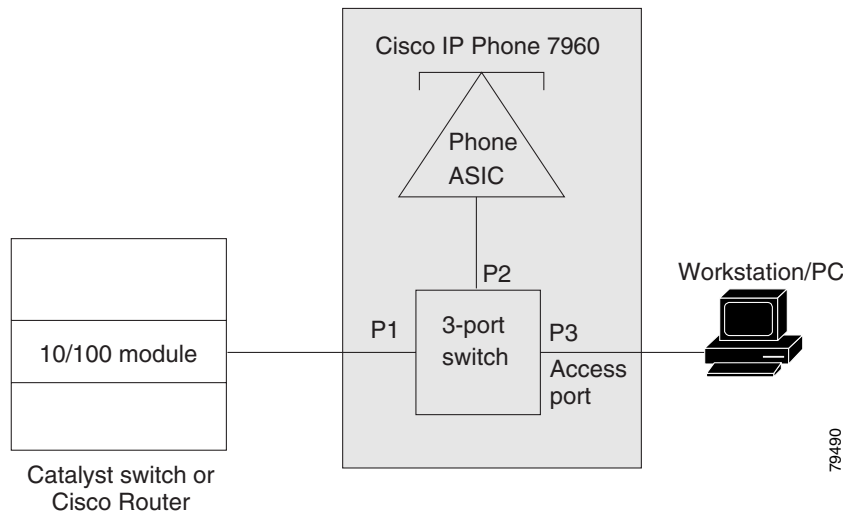 Cisco IP Phone 7960
Phone
ASIC
P2
Workstation/PC
P1
3-port
switch
P3
10/100 module
Access
port
Catalyst switch or
Cisco Router
79490